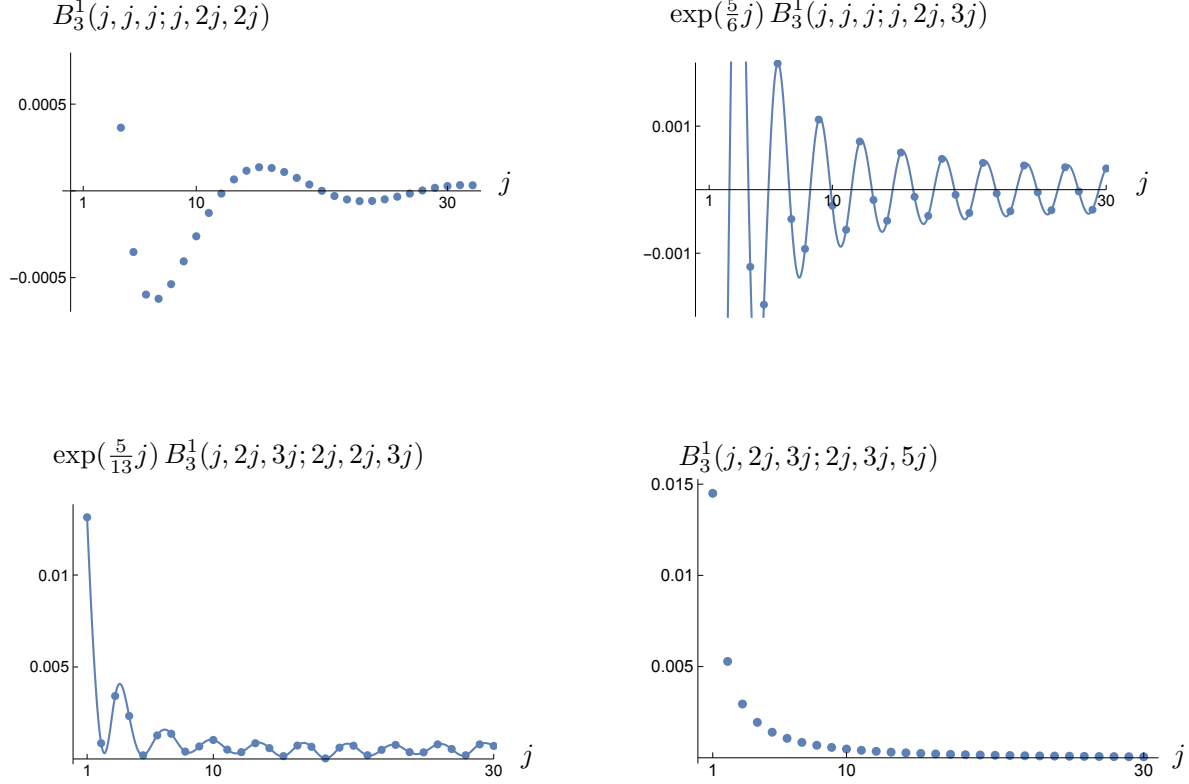 B_3^1(j, j, j; j, 2j, 2j)
0.0005
−0.0005
1
10
30
j
exp(\frac{5}{6}j) B_3^1(j, j, j; j, 2j, 3j)
0.001
−0.001
1
10
30
j
exp(\frac{5}{13}j) B_3^1(j, 2j, 3j; 2j, 2j, 3j)
0.01
0.005
1
10
30
j
B_3^1(j, 2j, 3j; 2j, 3j, 5j)
0.015
0.01
0.005
1
10
30
j